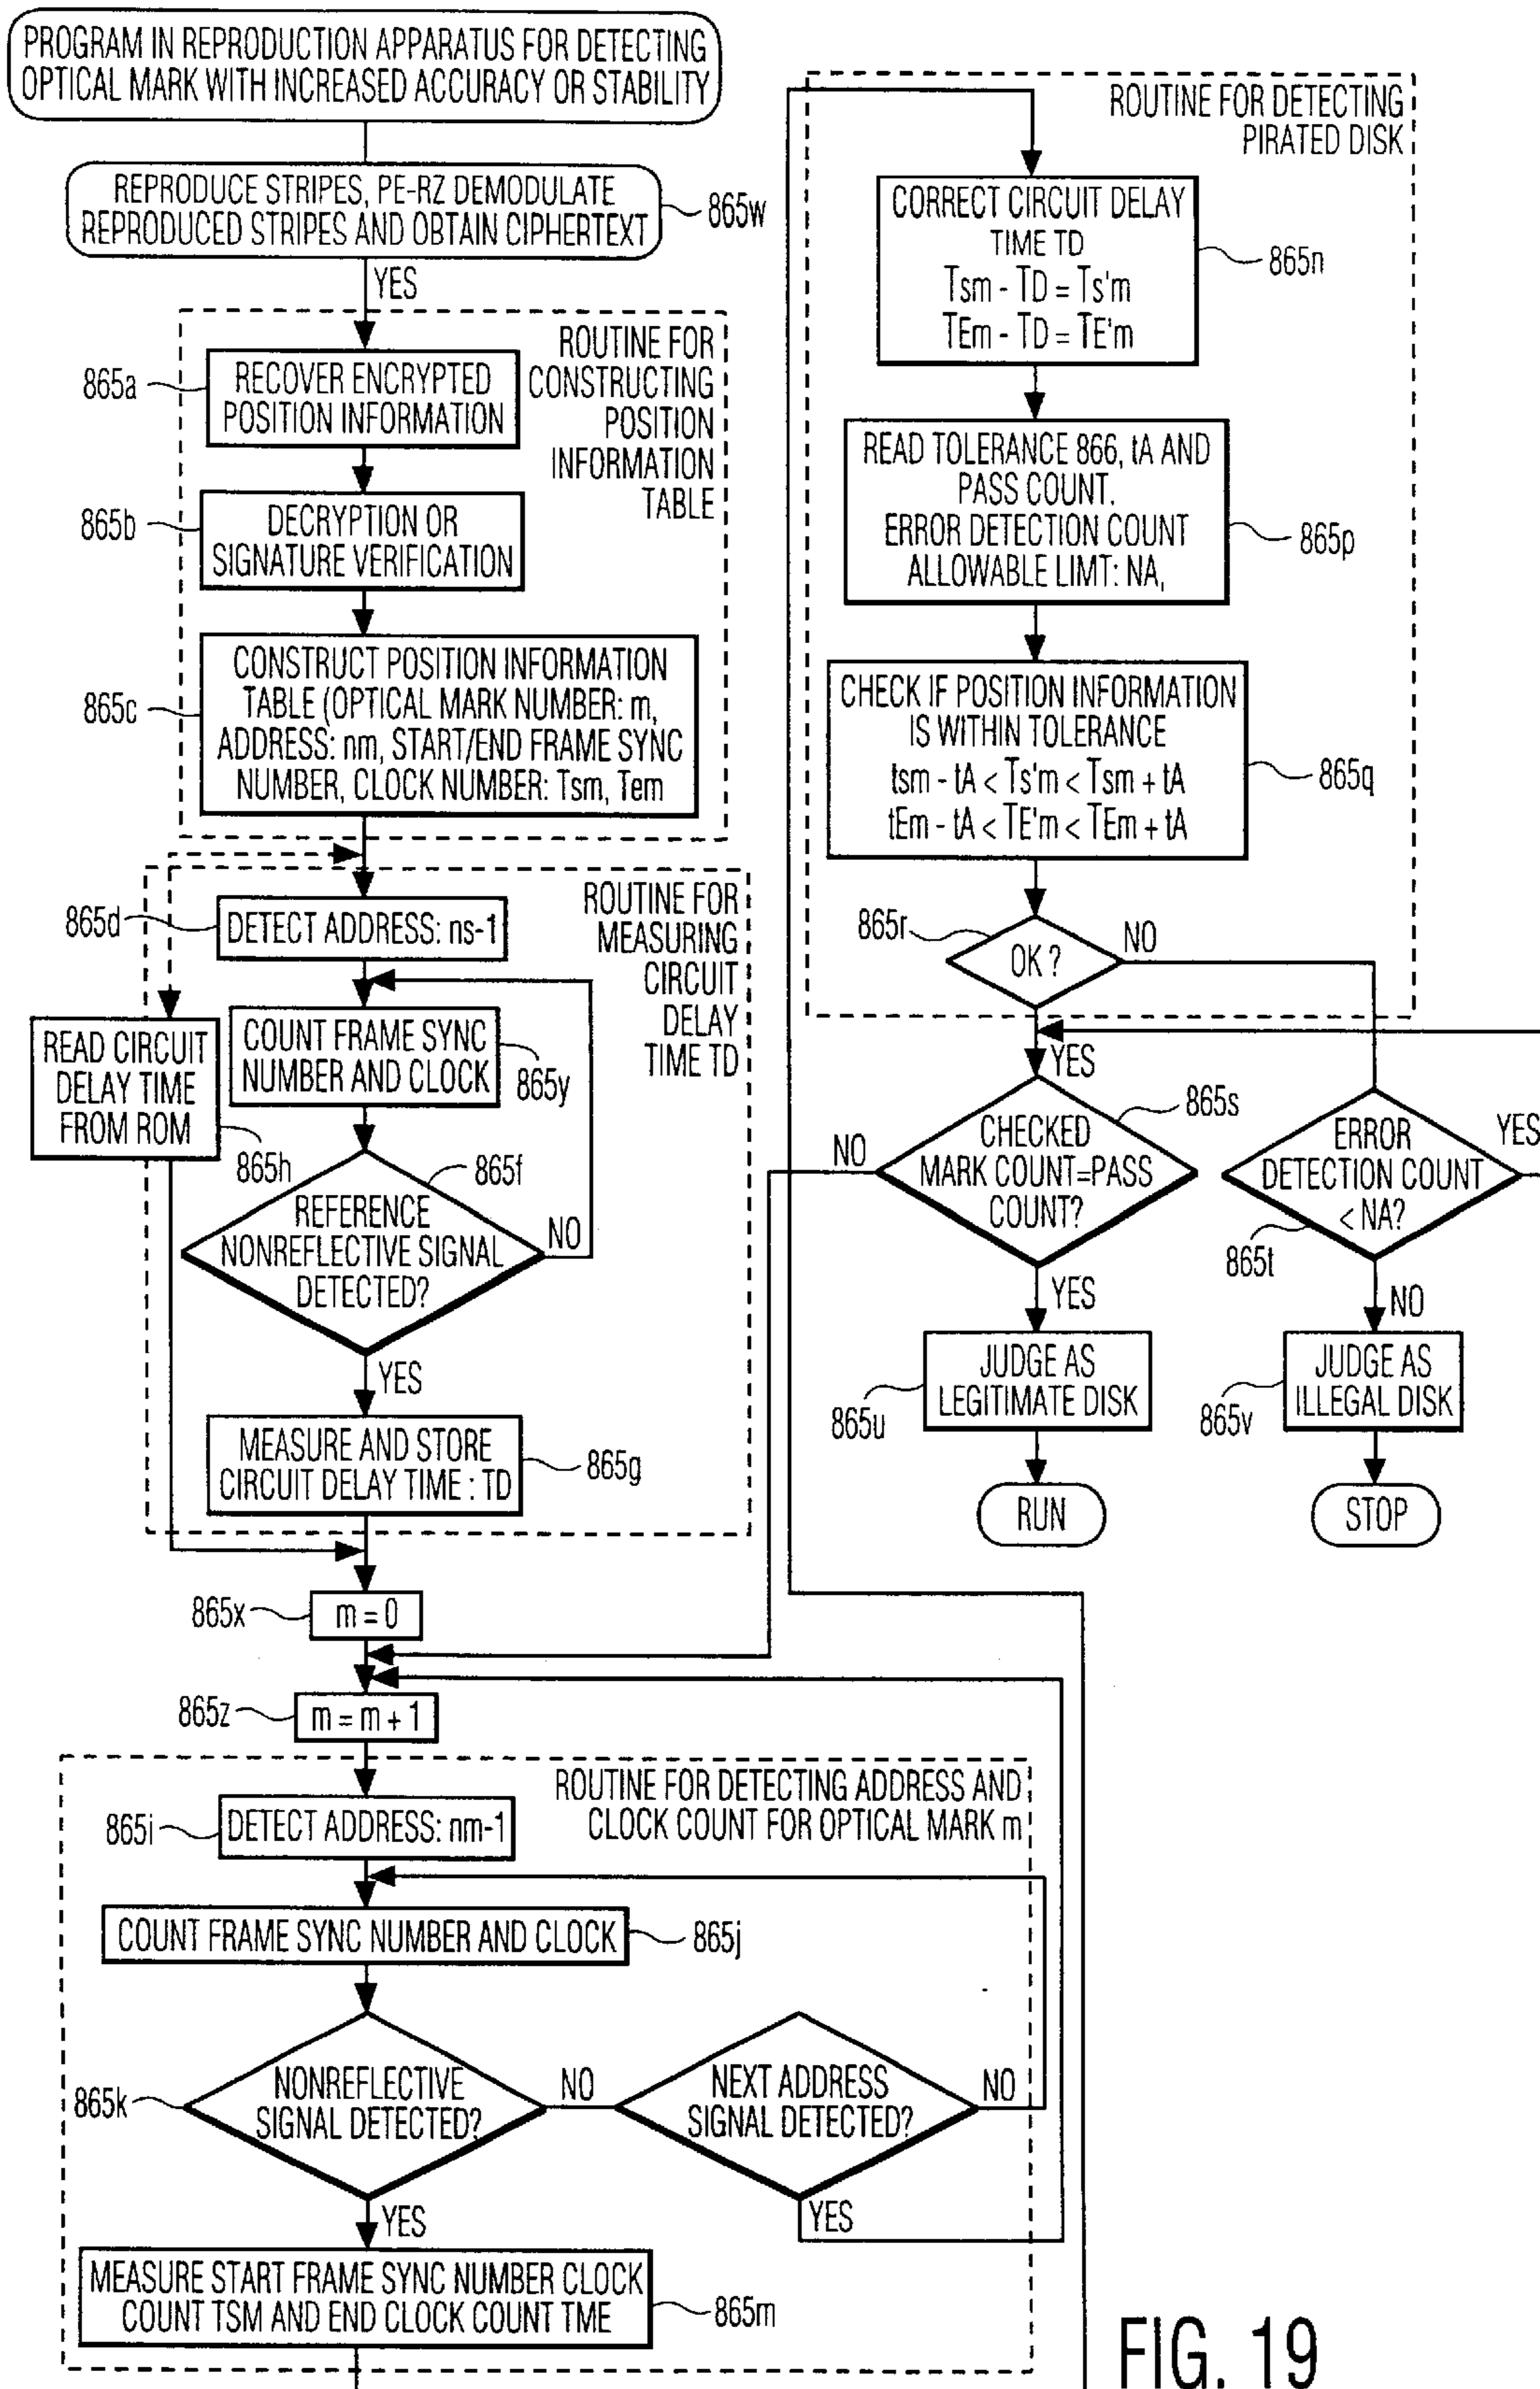 PROGRAM IN REPRODUCTION APPARATUS FOR DETECTING
OPTICAL MARK WITH INCREASED ACCURACY OR STABILITY
REPRODUCE STRIPES, PE-RZ DEMODULATE
REPRODUCED STRIPES AND OBTAIN CIPHERTEXT
865w
YES
ROUTINE FOR
CONSTRUCTING
POSITION
INFORMATION
TABLE
865a
RECOVER ENCRYPTED
POSITION INFORMATION
865b
DECRYPTION OR
SIGNATURE VERIFICATION
865c
CONSTRUCT POSITION INFORMATION
TABLE (OPTICAL MARK NUMBER: m,
ADDRESS: nm, START/END FRAME SYNC
NUMBER, CLOCK NUMBER: Tsm, Tem
ROUTINE FOR
MEASURING
CIRCUIT
DELAY
TIME TD
865d
DETECT ADDRESS: ns-1
COUNT FRAME SYNC
NUMBER AND CLOCK
865y
READ CIRCUIT
DELAY TIME
FROM ROM
865h
865f
REFERENCE
NONREFLECTIVE SIGNAL
DETECTED?
NO
YES
MEASURE AND STORE
CIRCUIT DELAY TIME : TD
865g
865x
m = 0
865z
m = m + 1
ROUTINE FOR DETECTING ADDRESS AND
CLOCK COUNT FOR OPTICAL MARK m
865i
DETECT ADDRESS: nm-1
COUNT FRAME SYNC NUMBER AND CLOCK
865j
865k
NONREFLECTIVE
SIGNAL DETECTED?
NO
NEXT ADDRESS
SIGNAL DETECTED?
NO
YES
YES
MEASURE START FRAME SYNC NUMBER CLOCK
COUNT TSM AND END CLOCK COUNT TME
865m
ROUTINE FOR DETECTING
PIRATED DISK
CORRECT CIRCUIT DELAY
TIME TD
Tsm - TD = Ts'm
TEm - TD = TE'm
865n
READ TOLERANCE 866, tA AND
PASS COUNT.
ERROR DETECTION COUNT
ALLOWABLE LIMT: NA,
865p
CHECK IF POSITION INFORMATION
IS WITHIN TOLERANCE
tsm - tA < Ts'm < Tsm + tA
tEm - tA < TE'm < TEm + tA
865q
865r
OK ?
NO
YES
865s
CHECKED
MARK COUNT=PASS
COUNT?
NO
YES
ERROR
DETECTION COUNT
< NA?
YES
865t
NO
JUDGE AS
LEGITIMATE DISK
865u
JUDGE AS
ILLEGAL DISK
865v
RUN
STOP
FIG. 19